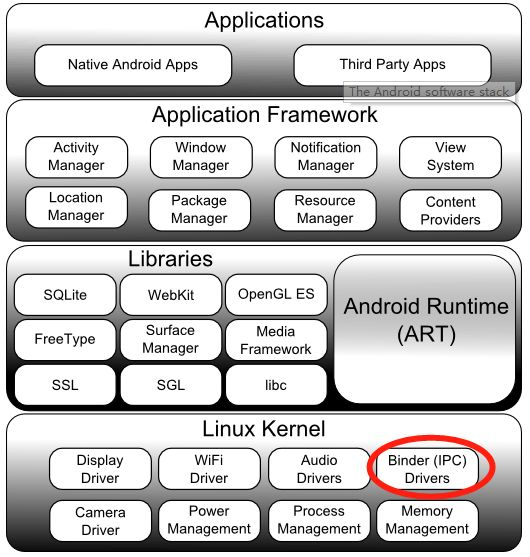 Applications
Native Android Apps
Third Party Apps
The Android software stack
Application Framework
Activity
Manager
Window
Manager
Notification
Manager
View
System
Location
Manager
Package
Manager
Resource
Manager
Content
Providers
Libraries
SQLite
WebKit
OpenGL ES
FreeType
Surface
Manager
Media
Framework
SSL
SGL
libc
Android Runtime
(ART)
Linux Kernel
Display
Driver
WiFi
Driver
Audio
Drivers
Binder (IPC)
Drivers
Camera
Driver
Power
Management
Process
Management
Memory
Management